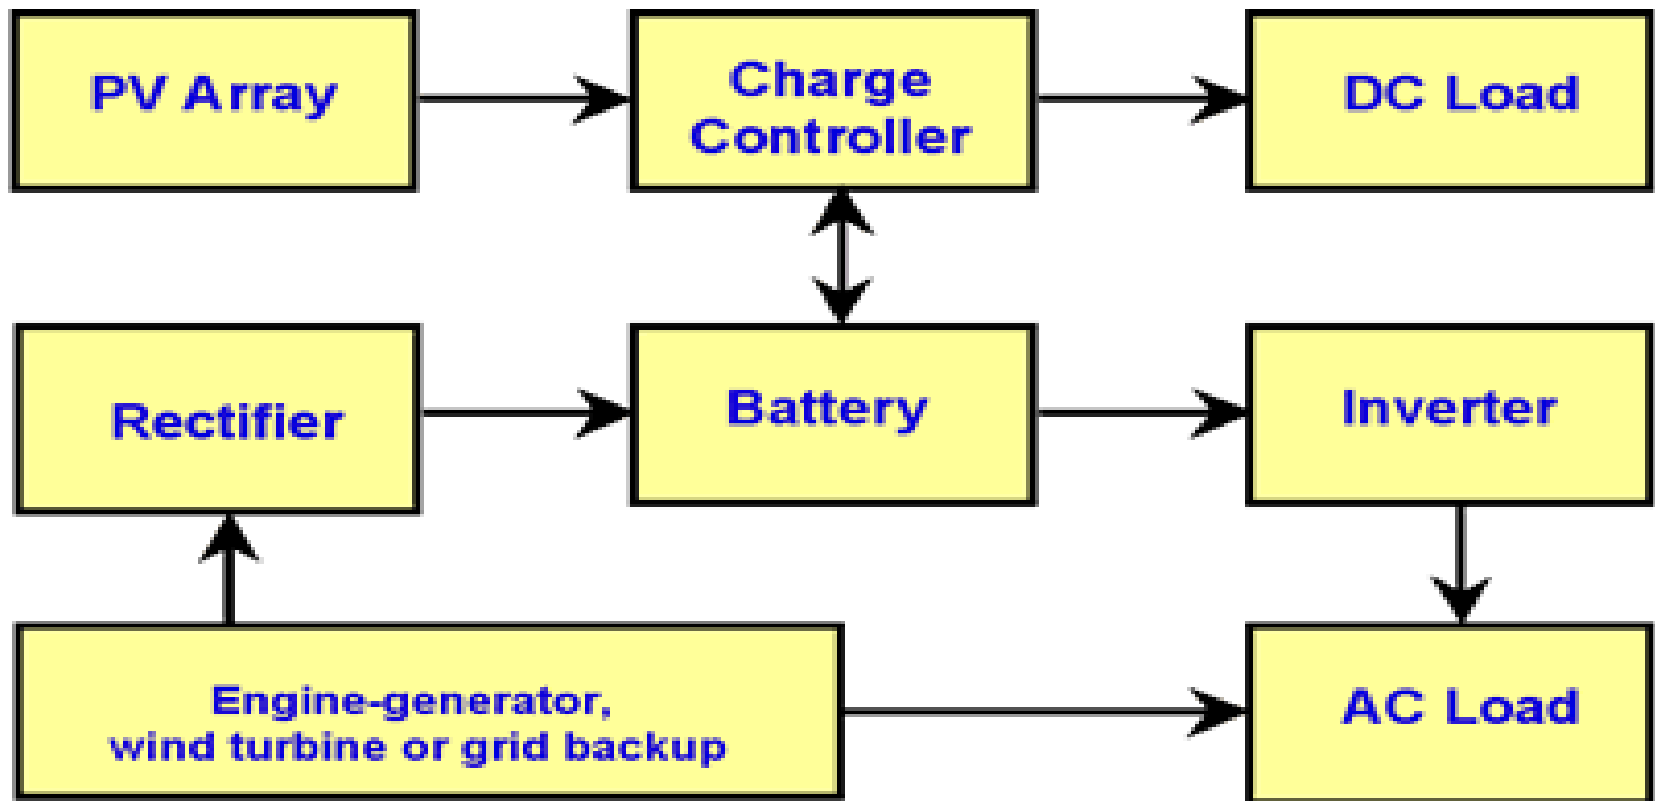 PV Array
Charge
Controller
DC Load
Rectifier
Battery
Inverter
Engine-generator,
wind turbine or grid backup
AC Load